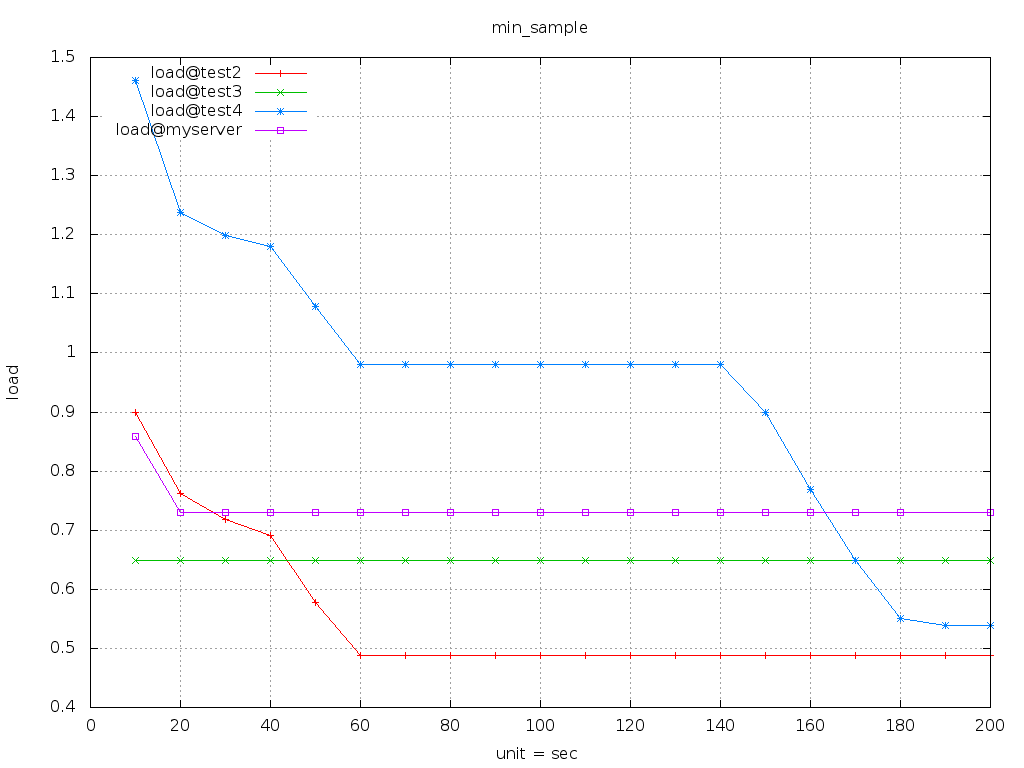 min_sample
load@test2
load@test3
load@test4
load@myserver
1.5
1.4
1.3
1.2
1.1
1
0.9
0.8
0.7
0.6
0.5
0.4
load
0 20 40 60 80 100 120 140 160 180 200
unit = sec